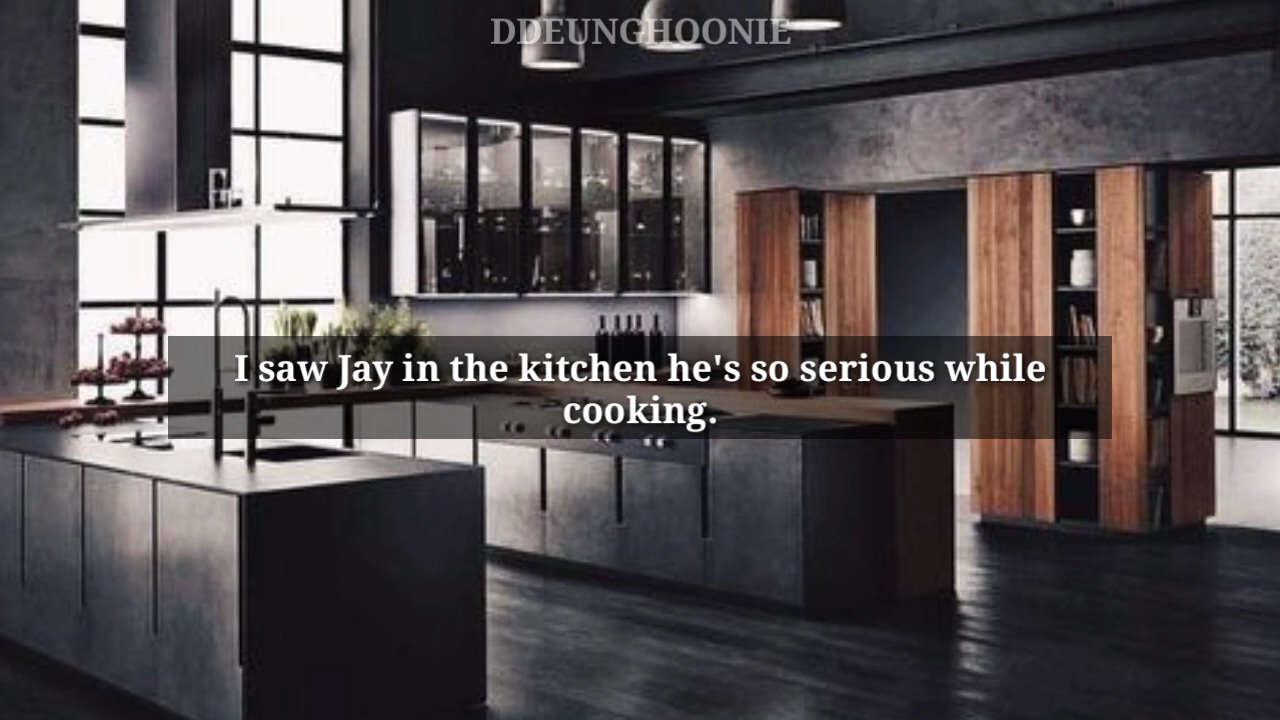 DDEUNGHOONIE
I saw Jay in the kitchen he's so serious while
cooking.